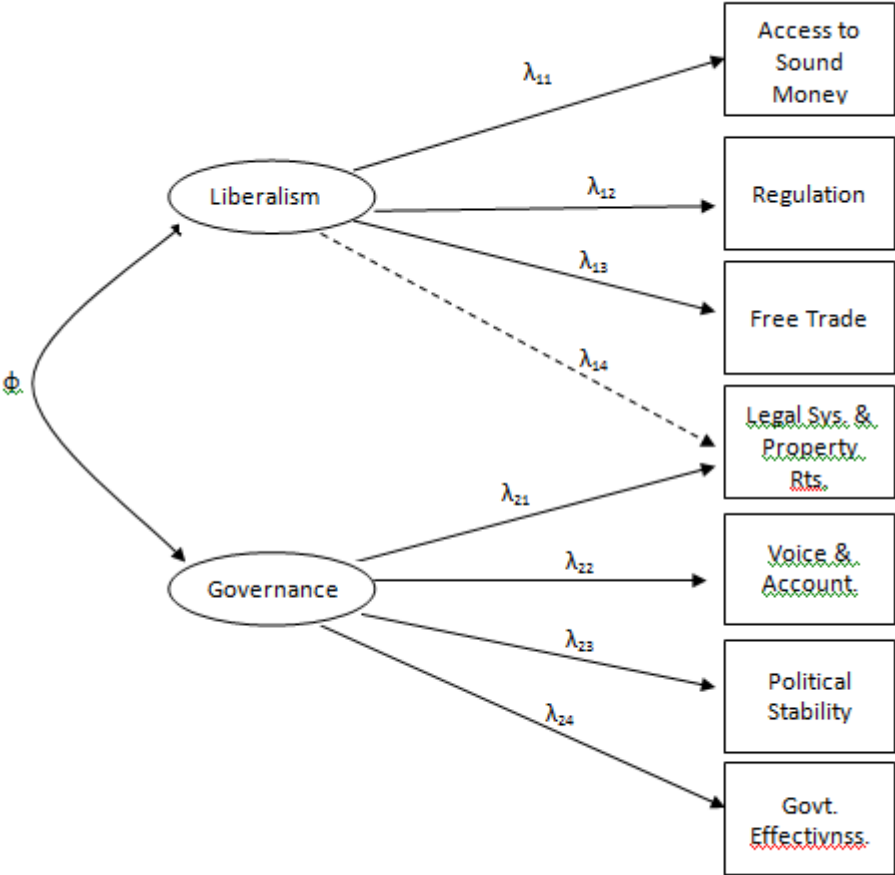 Access to
Sound
Money
λ11
Liberalism
λ12
Regulation
λ13
Free Trade
λ14
ф
Legal Sys. &
Property
Rts.
λ21
Voice &
Account.
λ22
Governance
λ23
Political
Stability
λ24
Govt.
Effectivnss.